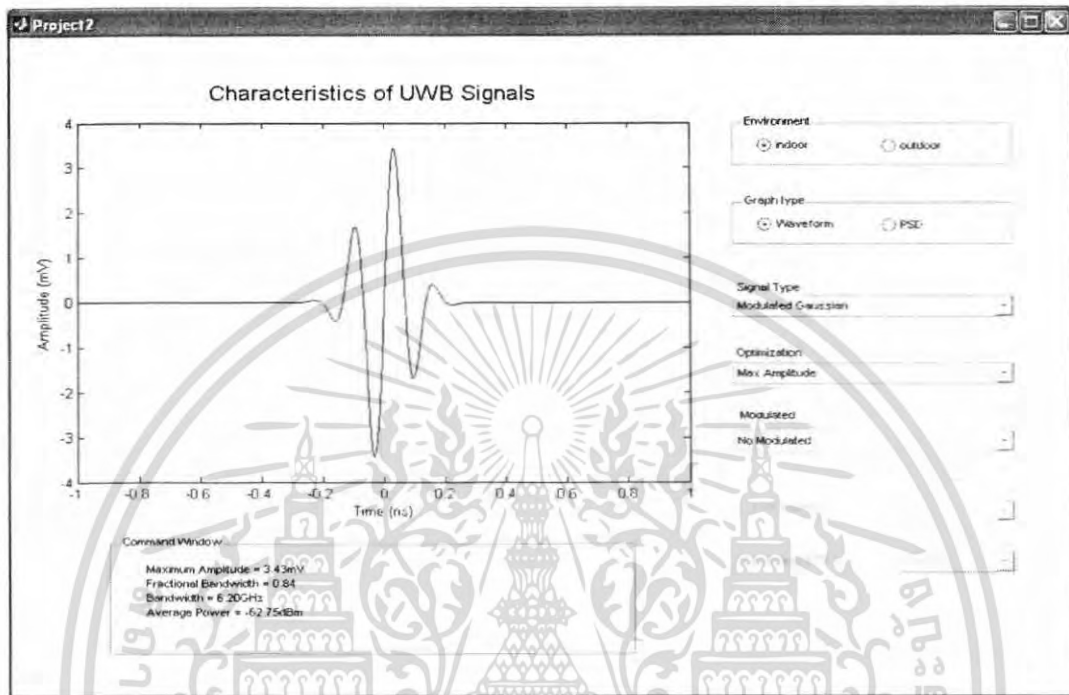 Project2
Characteristics of UWB Signals
Amplitude (mV)
4
3
2
1
0
-1
-2
-3
-4
-1 -0.8 -0.6 -0.4 -0.2 0 0.2 0.4 0.6 0.8 1
Time (ns)
Environment
indoor outdoor
Graph type
Waveform PSD
Signal Type
Modulated Gaussian
Optimization
Max Amplitude
Modulated
No Modulated
Command Window
Maximum Amplitude = 3.43mV
Fractional Bandwidth = 0.84
Bandwidth = 6.20GHz
Average Power = -62.75dBm